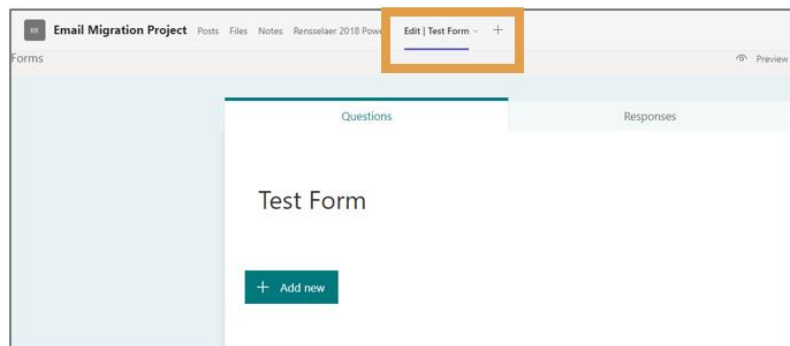 EM Email Migration Project Posts Files Notes Rensselaer 2018 Edit | Test Form
Forms Preview
Questions Responses
Test Form
Add new